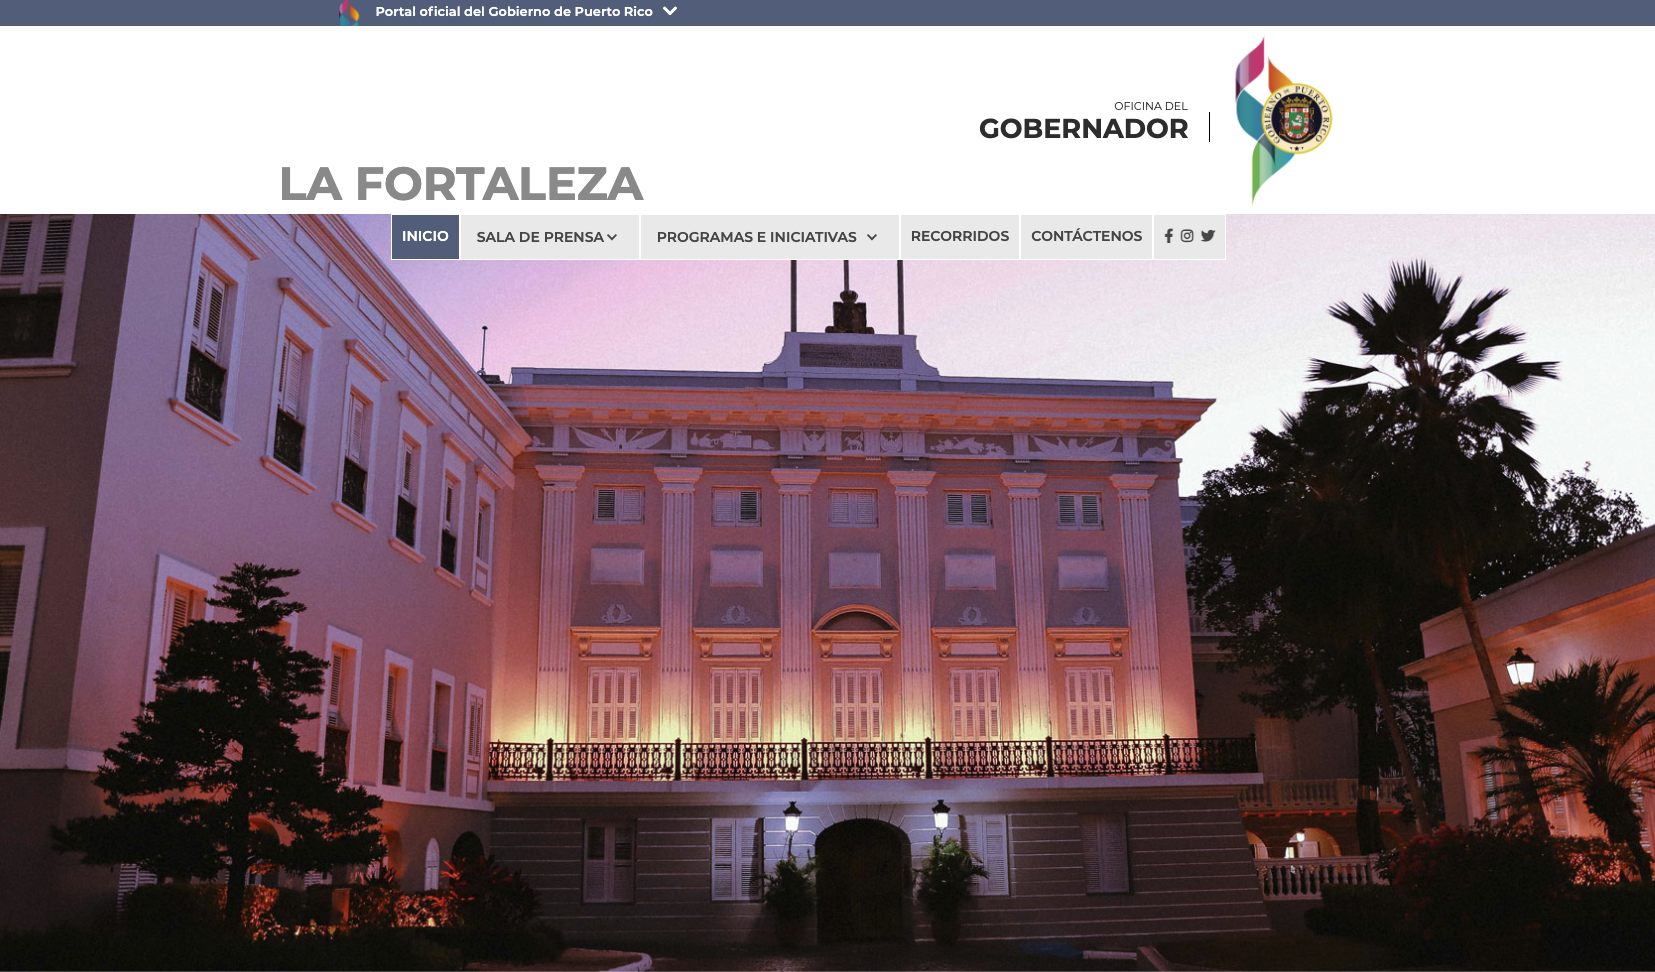 Portal oficial del Gobierno de Puerto Rico
OFICINA DEL
GOBERNADOR
GOBIERNO DE PUERTO RICO
LA FORTALEZA
INICIO
SALA DE PRENSA
PROGRAMAS E INICIATIVAS
RECORRIDOS
CONTÁCTENOS